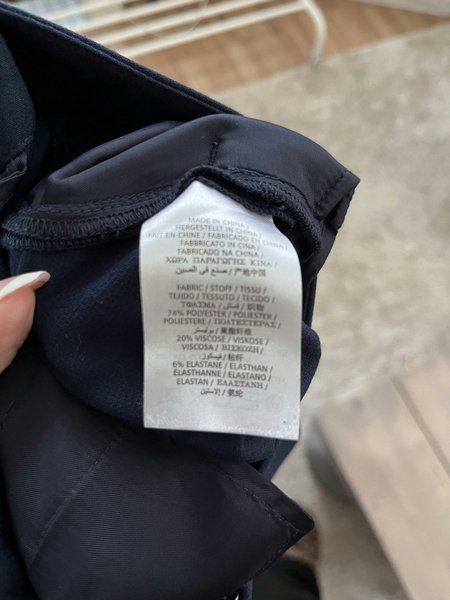 MADE IN CHINA /
HERGESTELLT IN CHINA /
FAIT EN CHINE / FABRICADO EN CHINA /
FABBRICATO IN CINA /
FABRICADO NA CHINA /
ΧΩΡΑ ΠΑΡΑΓΩΓΗΣ ΚΙΝΑ /
صنع في الصين / 产地中国
FABRIC / STOFF / TISSU /
TEJIDO / TESSUTO / TECIDO /
ΥΦΑΣΜΑ / قماش / 织物
74% POLYESTER / POLIESTER /
POLIESTERE / ΠΟΛΥΕΣΤΕΡΑΣ /
بوليستر / 聚酯纤维
20% VISCOSE / VISKOSE /
VISCOSA / ΒΙΣΚΟΖΗ /
فيسكوز / 粘纤
6% ELASTANE / ELASTHAN /
ÉLASTHANNE / ELASTANO /
ELASTAN / ΕΛΑΣΤΑΝΗ /
إلاستين / 氨纶